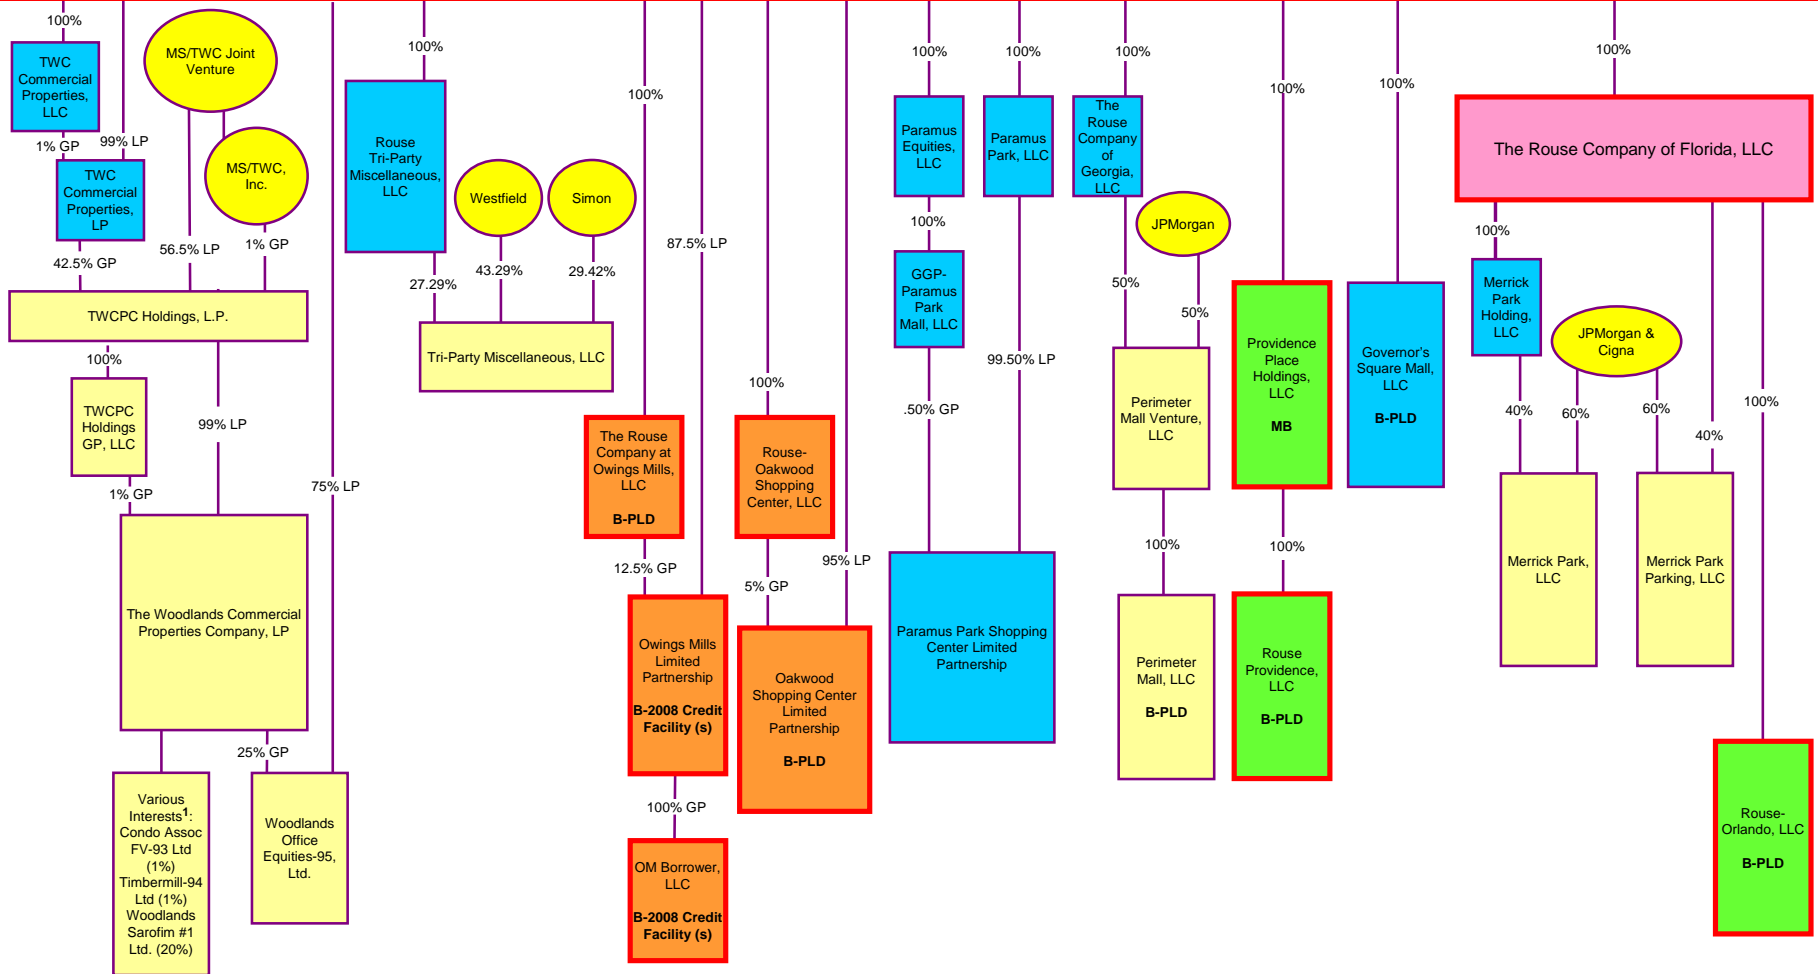 100%
TWC
Commercial
Properties,
LLC
1% GP
99% LP
TWC
Commercial
Properties,
LP
42.5% GP
MS/TWC Joint
Venture
MS/TWC,
Inc.
56.5% LP
1% GP
TWCPC Holdings, L.P.
100%
TWCPC
Holdings
GP, LLC
99% LP
1% GP
The Woodlands Commercial
Properties Company, LP
25% GP
75% LP
Various
Interests1:
Condo Assoc
FV-93 Ltd
(1%)
Timbermill-94
Ltd (1%)
Woodlands
Sarofim #1
Ltd. (20%)
Woodlands
Office
Equities-95,
Ltd.
100%
Rouse
Tri-Party
Miscellaneous,
LLC
Westfield
Simon
27.29%
43.29%
29.42%
Tri-Party Miscellaneous, LLC
100%
87.5% LP
The Rouse
Company at
Owings Mills,
LLC
B-PLD
12.5% GP
Owings Mills
Limited
Partnership
B-2008 Credit
Facility (s)
100% GP
OM Borrower,
LLC
B-2008 Credit
Facility (s)
100%
Rouse-
Oakwood
Shopping
Center, LLC
5% GP
95% LP
Oakwood
Shopping Center
Limited
Partnership
B-PLD
100%
Paramus
Equities,
LLC
100%
GGP-
Paramus
Park
Mall, LLC
.50% GP
100%
Paramus
Park, LLC
99.50% LP
Paramus Park Shopping
Center Limited
Partnership
100%
The
Rouse
Company
of
Georgia,
LLC
JPMorgan
50%
50%
Perimeter
Mall Venture,
LLC
100%
Perimeter
Mall, LLC
B-PLD
100%
Providence
Place
Holdings,
LLC
MB
100%
Rouse
Providence,
LLC
B-PLD
100%
Governor's
Square Mall,
LLC
B-PLD
100%
The Rouse Company of Florida, LLC
100%
Merrick
Park
Holding,
LLC
JPMorgan &
Cigna
40%
60%
60%
40%
100%
Merrick Park,
LLC
Merrick Park
Parking, LLC
Rouse-
Orlando, LLC
B-PLD